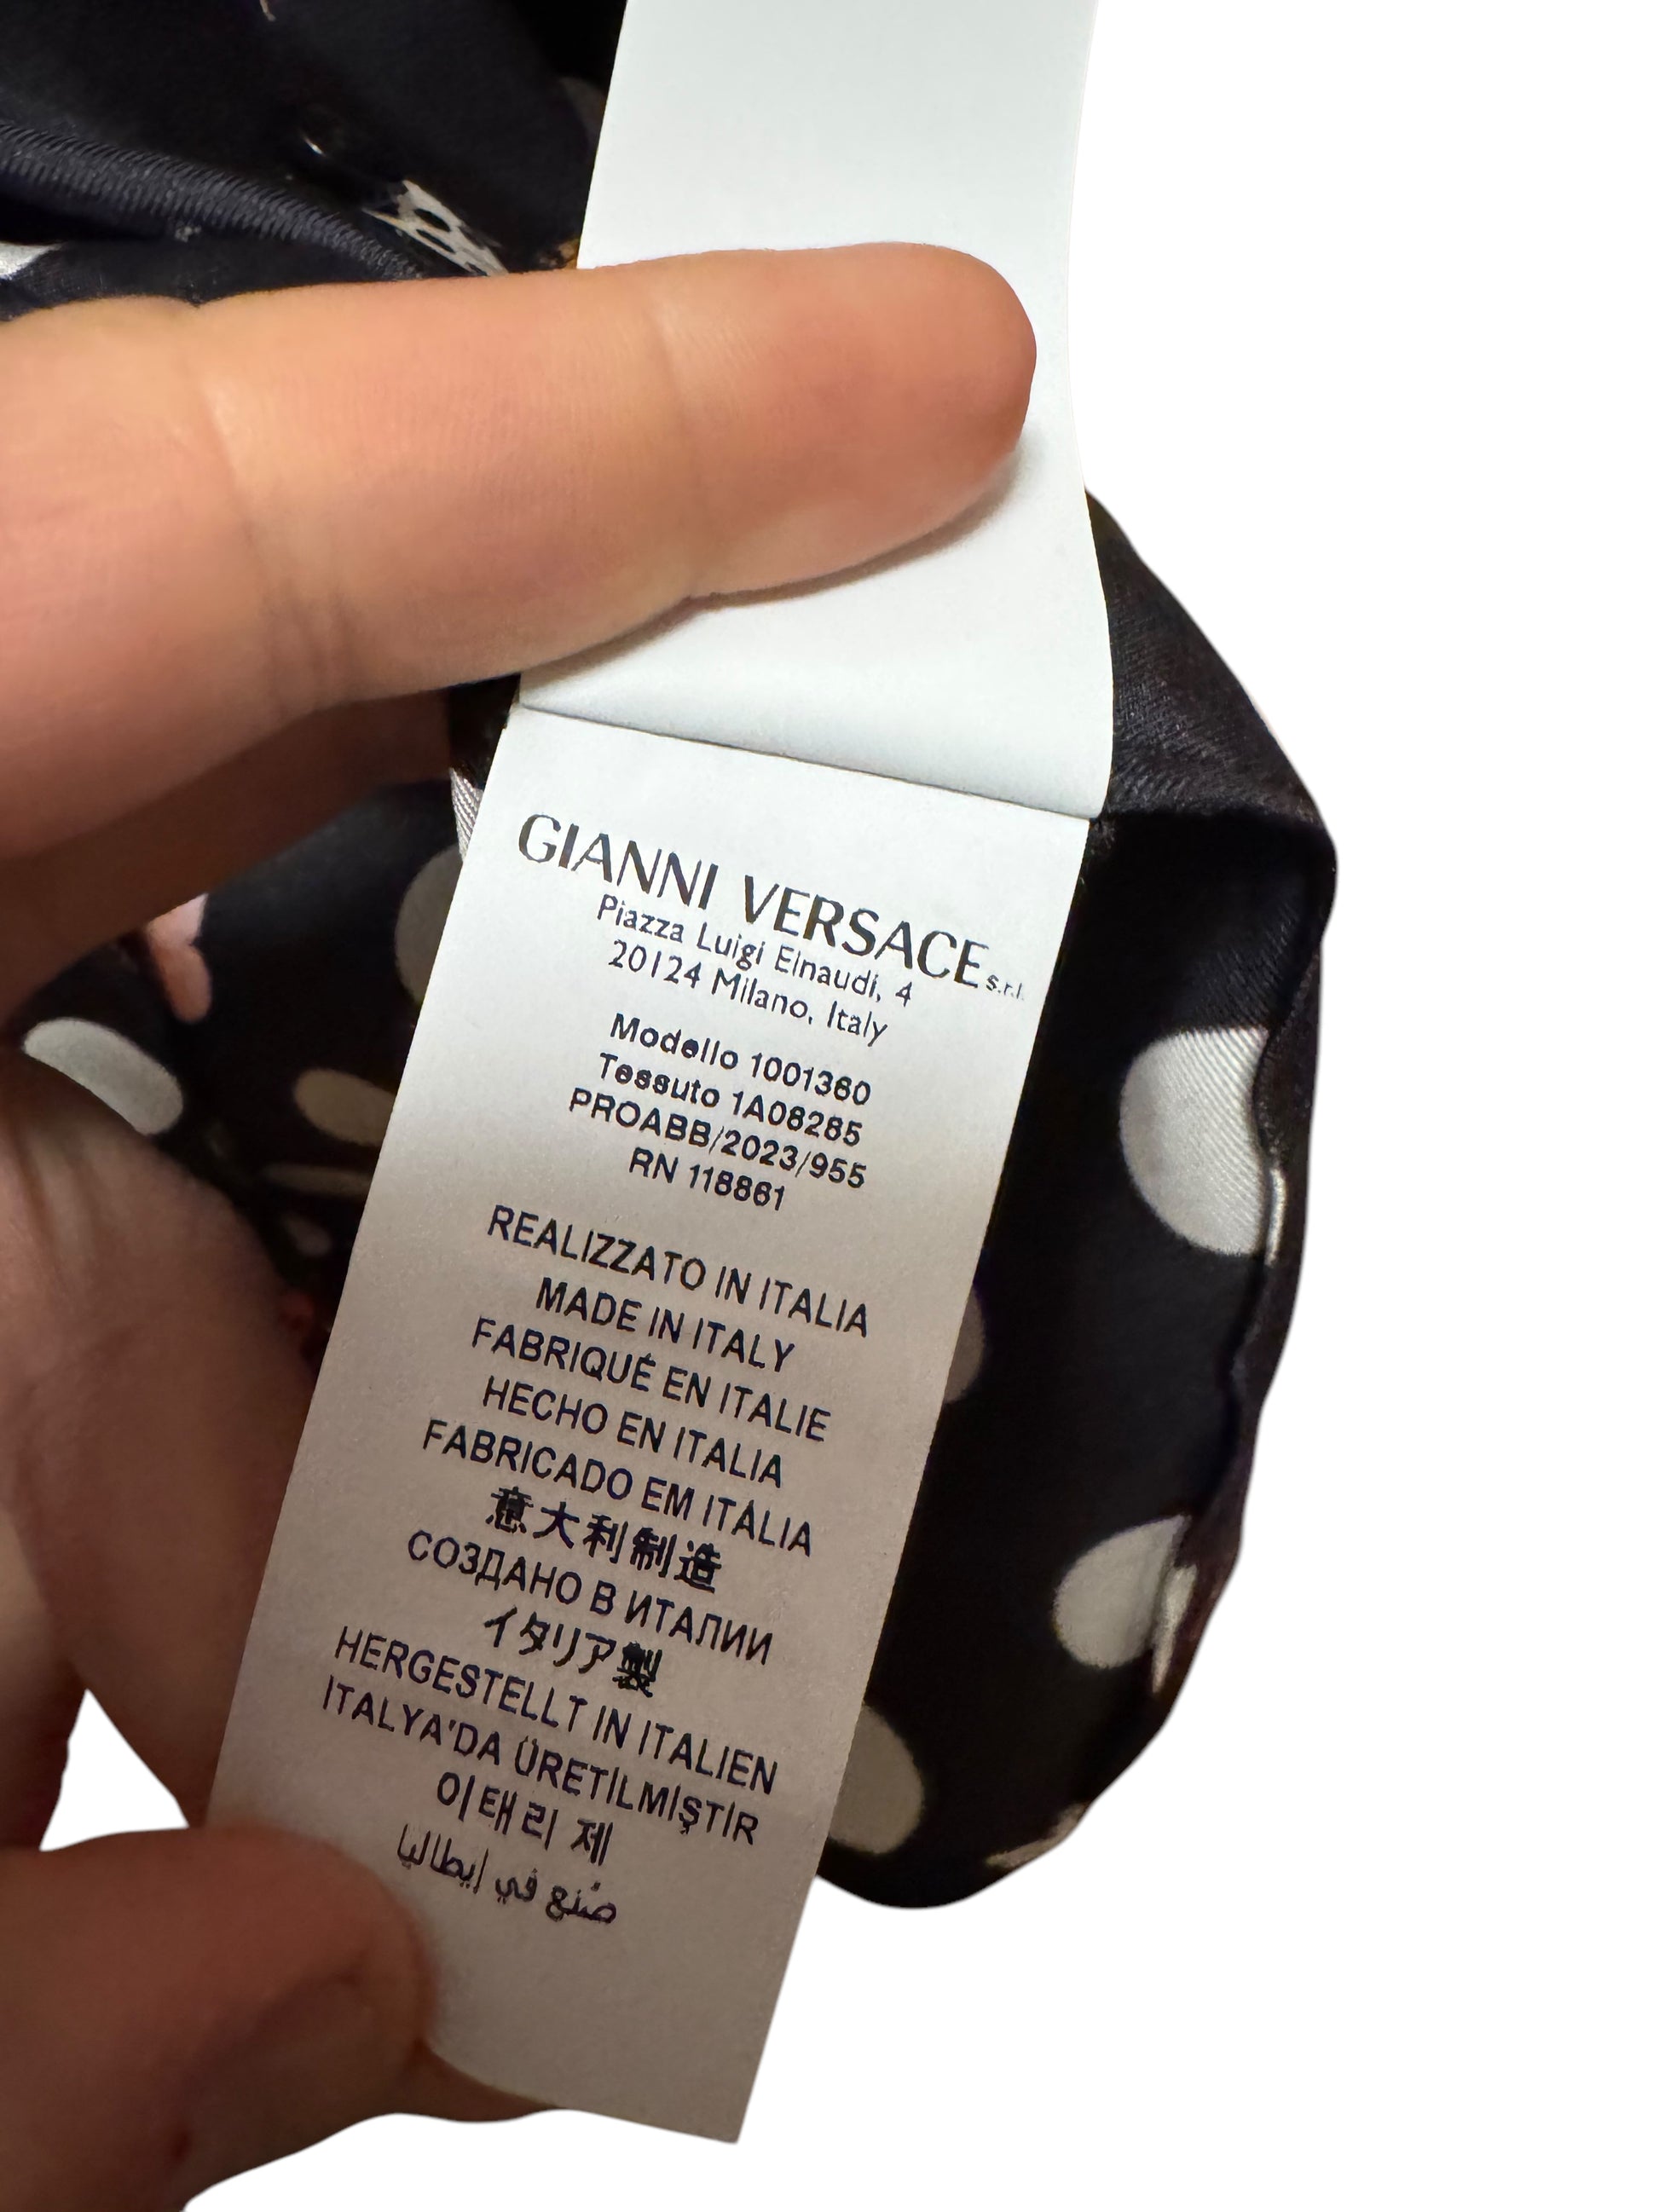 GIANNI VERSACE s.r.l.
Piazza Luigi Einaudi, 4
20124 Milano, Italy
Modello 1001360
Tessuto 1A08285
PROABB/2023/955
RN 118861
REALIZZATO IN ITALIA
MADE IN ITALY
FABRIQUÉ EN ITALIE
HECHO EN ITALIA
FABRICADO EM ITÁLIA
意大利制造
СОЗДАНО В ИТАЛИИ
イタリア製
HERGESTELLT IN ITALIEN
ITALYA'DA ÜRETİLMİŞTİR
이태리 제
صُنع في إيطاليا